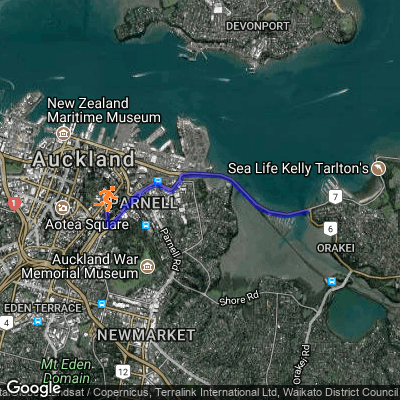 DEVONPORT
New Zealand
Maritime Museum
Auckland
Sea Life Kelly Tarlton's
7
1
PARNELL
Aotea Square
6
ORAKEI
Parnell Rd
Auckland War
Memorial Museum
Shore Rd
EDEN TERRACE
4
NEWMARKET
Mt Eden
Domain
12
Orakei Rd
Google
dsat / Copernicus, Terralink International Ltd, Waikato District Council